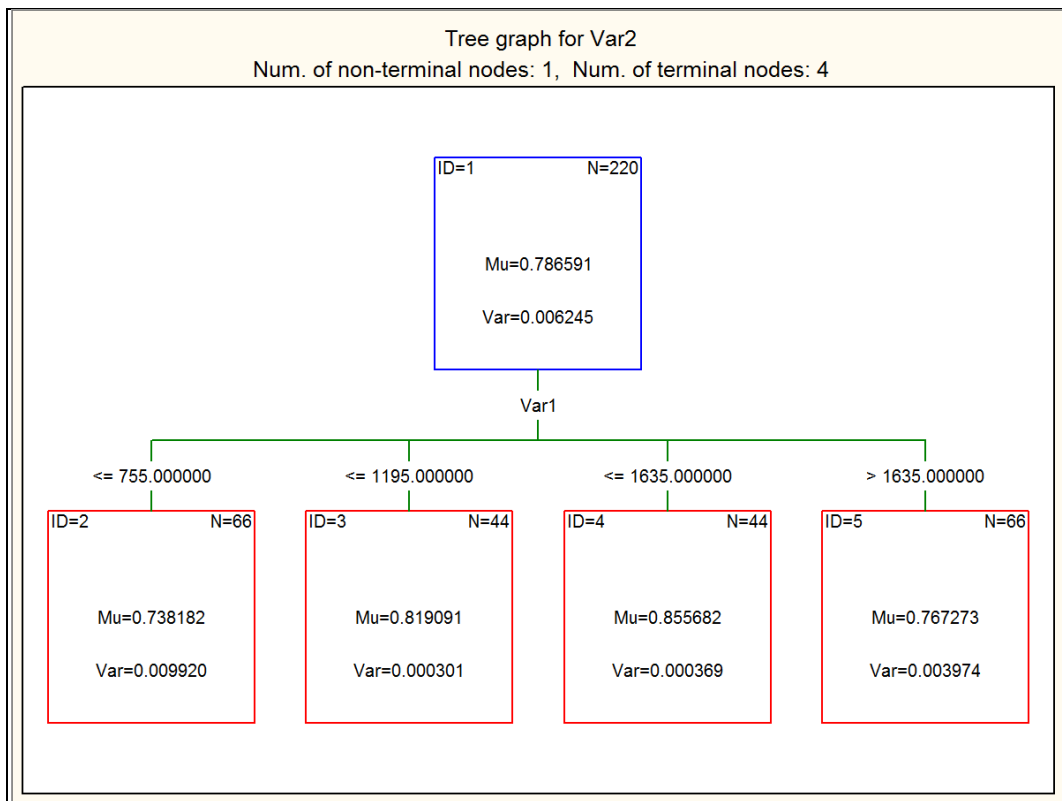 Tree graph for Var2
Num. of non-terminal nodes: 1, Num. of terminal nodes: 4
ID=1 N=220
Mu=0.786591
Var=0.006245
Var1
<= 755.000000 <= 1195.000000 <= 1635.000000 > 1635.000000
ID=2 N=66 ID=3 N=44 ID=4 N=44 ID=5 N=66
Mu=0.738182 Mu=0.819091 Mu=0.855682 Mu=0.767273
Var=0.009920 Var=0.000301 Var=0.000369 Var=0.003974